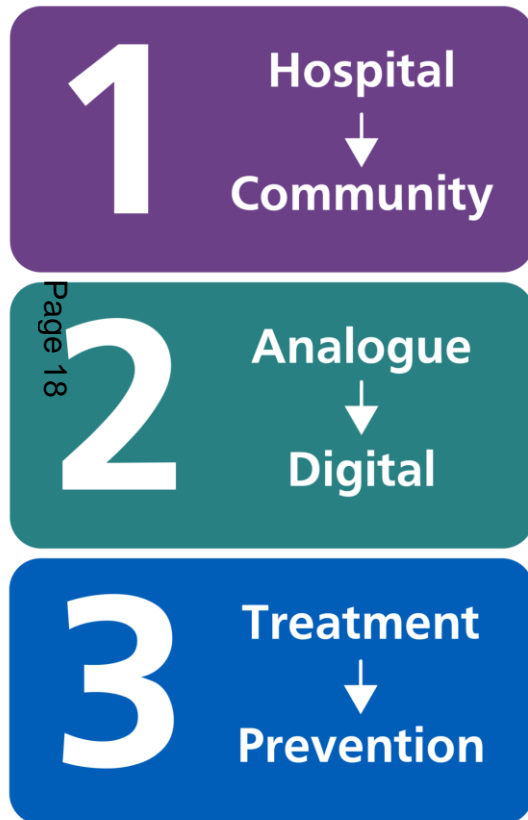 1
Hospital
Community
Page 18
2
Analogue
Digital
3
Treatment
Prevention